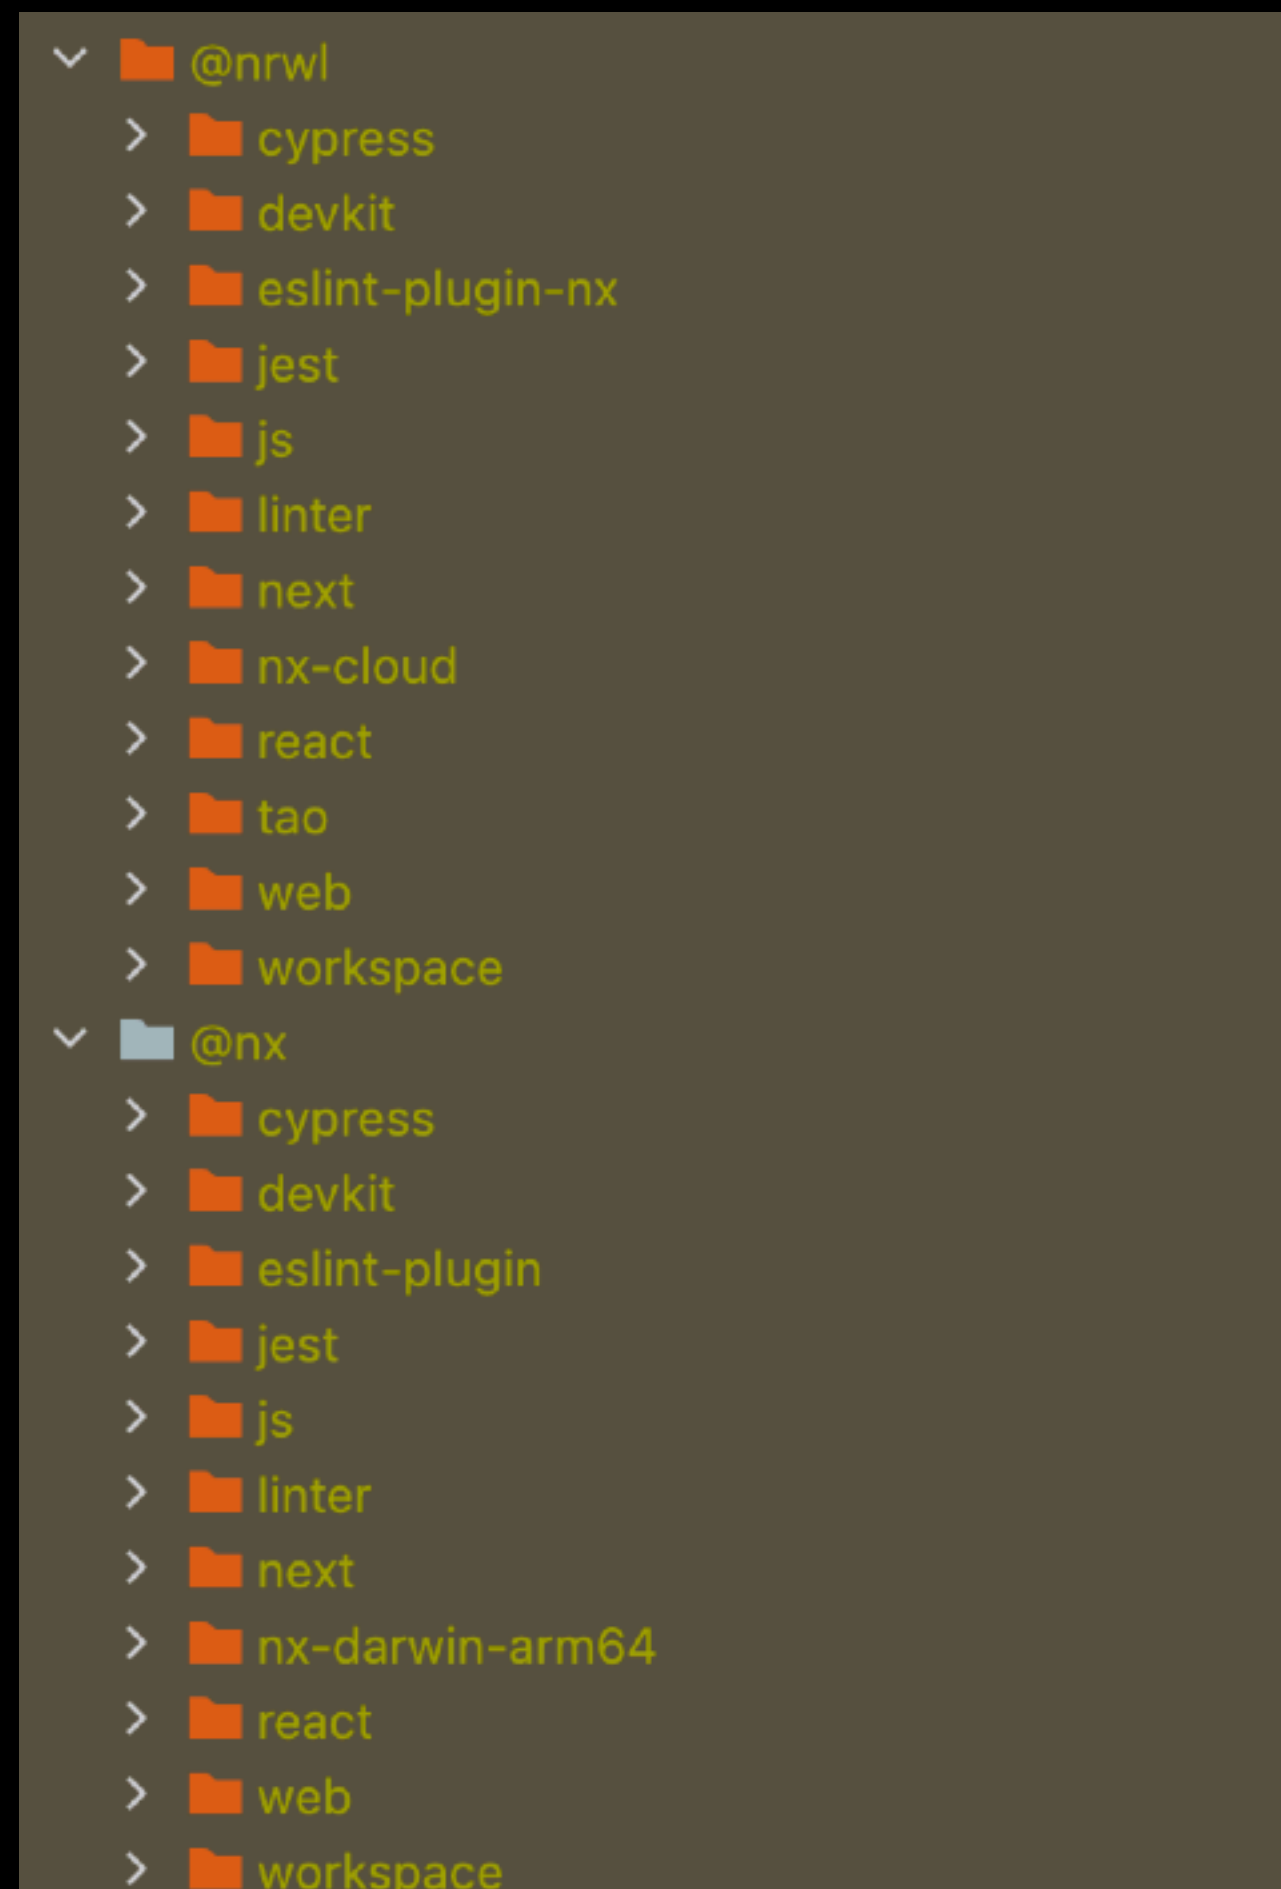 @nrwl
cypress
devkit
eslint-plugin-nx
jest
js
linter
next
nx-cloud
react
tao
web
workspace
@nx
cypress
devkit
eslint-plugin
jest
js
linter
next
nx-darwin-arm64
react
web
workspace